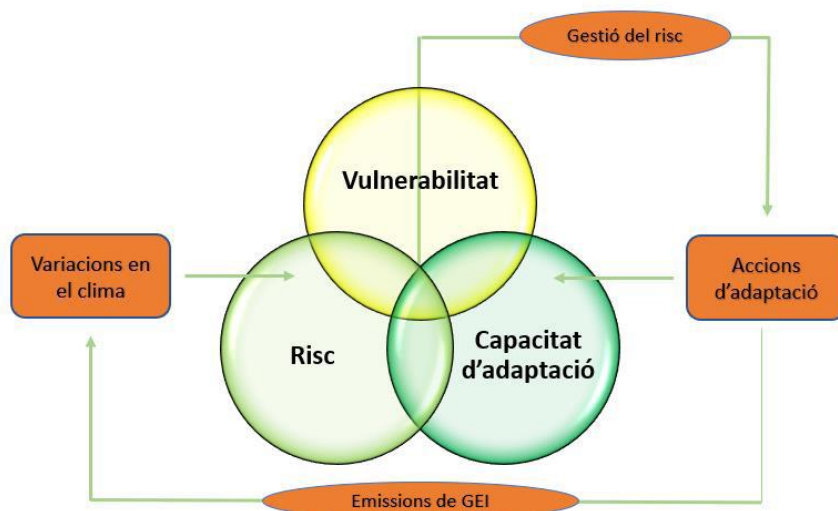 Gestió del risc
Vulnerabilitat
Variacions en
el clima
Accions
d'adaptació
Risc
Capacitat
d'adaptació
Emissions de GEI